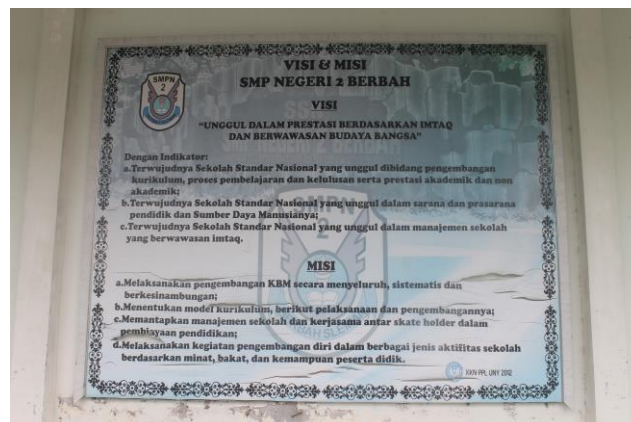 VISI & MISI
SMP NEGERI 2 BERBAH
SMPN
2
VISI
"UNGGUL DALAM PRESTASI BERDASARKAN IMTAQ
DAN BERWAWASAN BUDAYA BANGSA"
Dengan Indikator:
a.Terwujudnya Sekolah Standar Nasional yang unggul dibidang pengembangan
kurikulum, proses pembelajaran dan kelulusan serta prestasi akademik dan non
akademik;
b.Terwujudnya Sekolah Standar Nasional yang unggul dalam sarana dan prasarana
pendidik dan Sumber Daya Manusianya;
c.Terwujudnya Sekolah Standar Nasional yang unggul dalam manajemen sekolah
yang berwawasan imtaq.
MISI
a.Melaksanakan pengembangan KBM secara menyeluruh, sistematis dan
berkesinambungan;
b.Menentukan model kurikulum, berikut pelaksanaan dan pengembangannya;
c.Memantapkan manajemen sekolah dan kerjasama antar skate holder dalam
pembiayaan pendidikan;
d.Melaksanakan kegiatan pengembangan diri dalam berbagai jenis aktifitas sekolah
berdasarkan minat, bakat, dan kemampuan peserta didik.
KKN-PPL UNY 2012